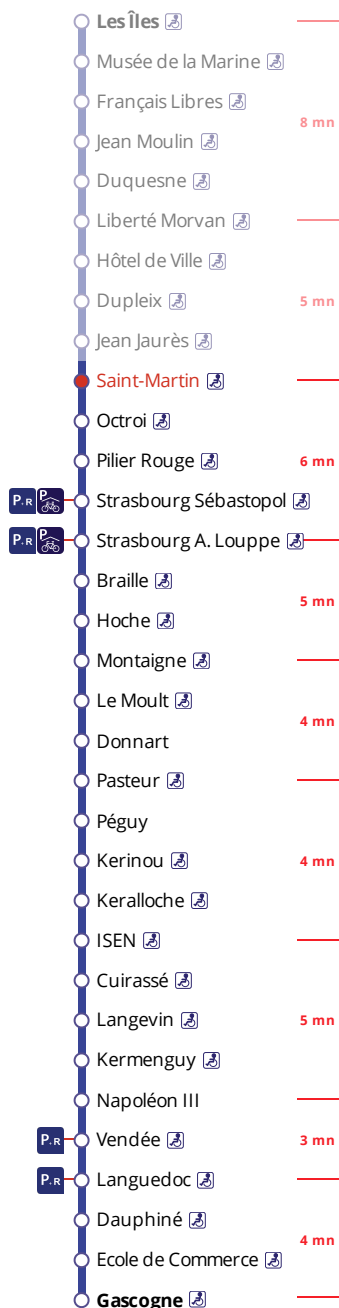 Les Îles
Musée de la Marine
Français Libres
8 mn
Jean Moulin
Duquesne
Liberté Morvan
Hôtel de Ville
Dupleix
5 mn
Jean Jaurès
Saint-Martin
Octroi
Pilier Rouge
6 mn
P+R P Strasbourg Sébastopol
P+R P Strasbourg A. Louppe
Braille
5 mn
Hoche
Montaigne
Le Moult
4 mn
Donnart
Pasteur
Péguy
Kerinou
4 mn
Keralloche
ISEN
Cuirassé
Langevin
5 mn
Kermenguy
Napoléon III
P+R Vendée
3 mn
P+R Languedoc
Dauphiné
4 mn
Ecole de Commerce
Gascogne